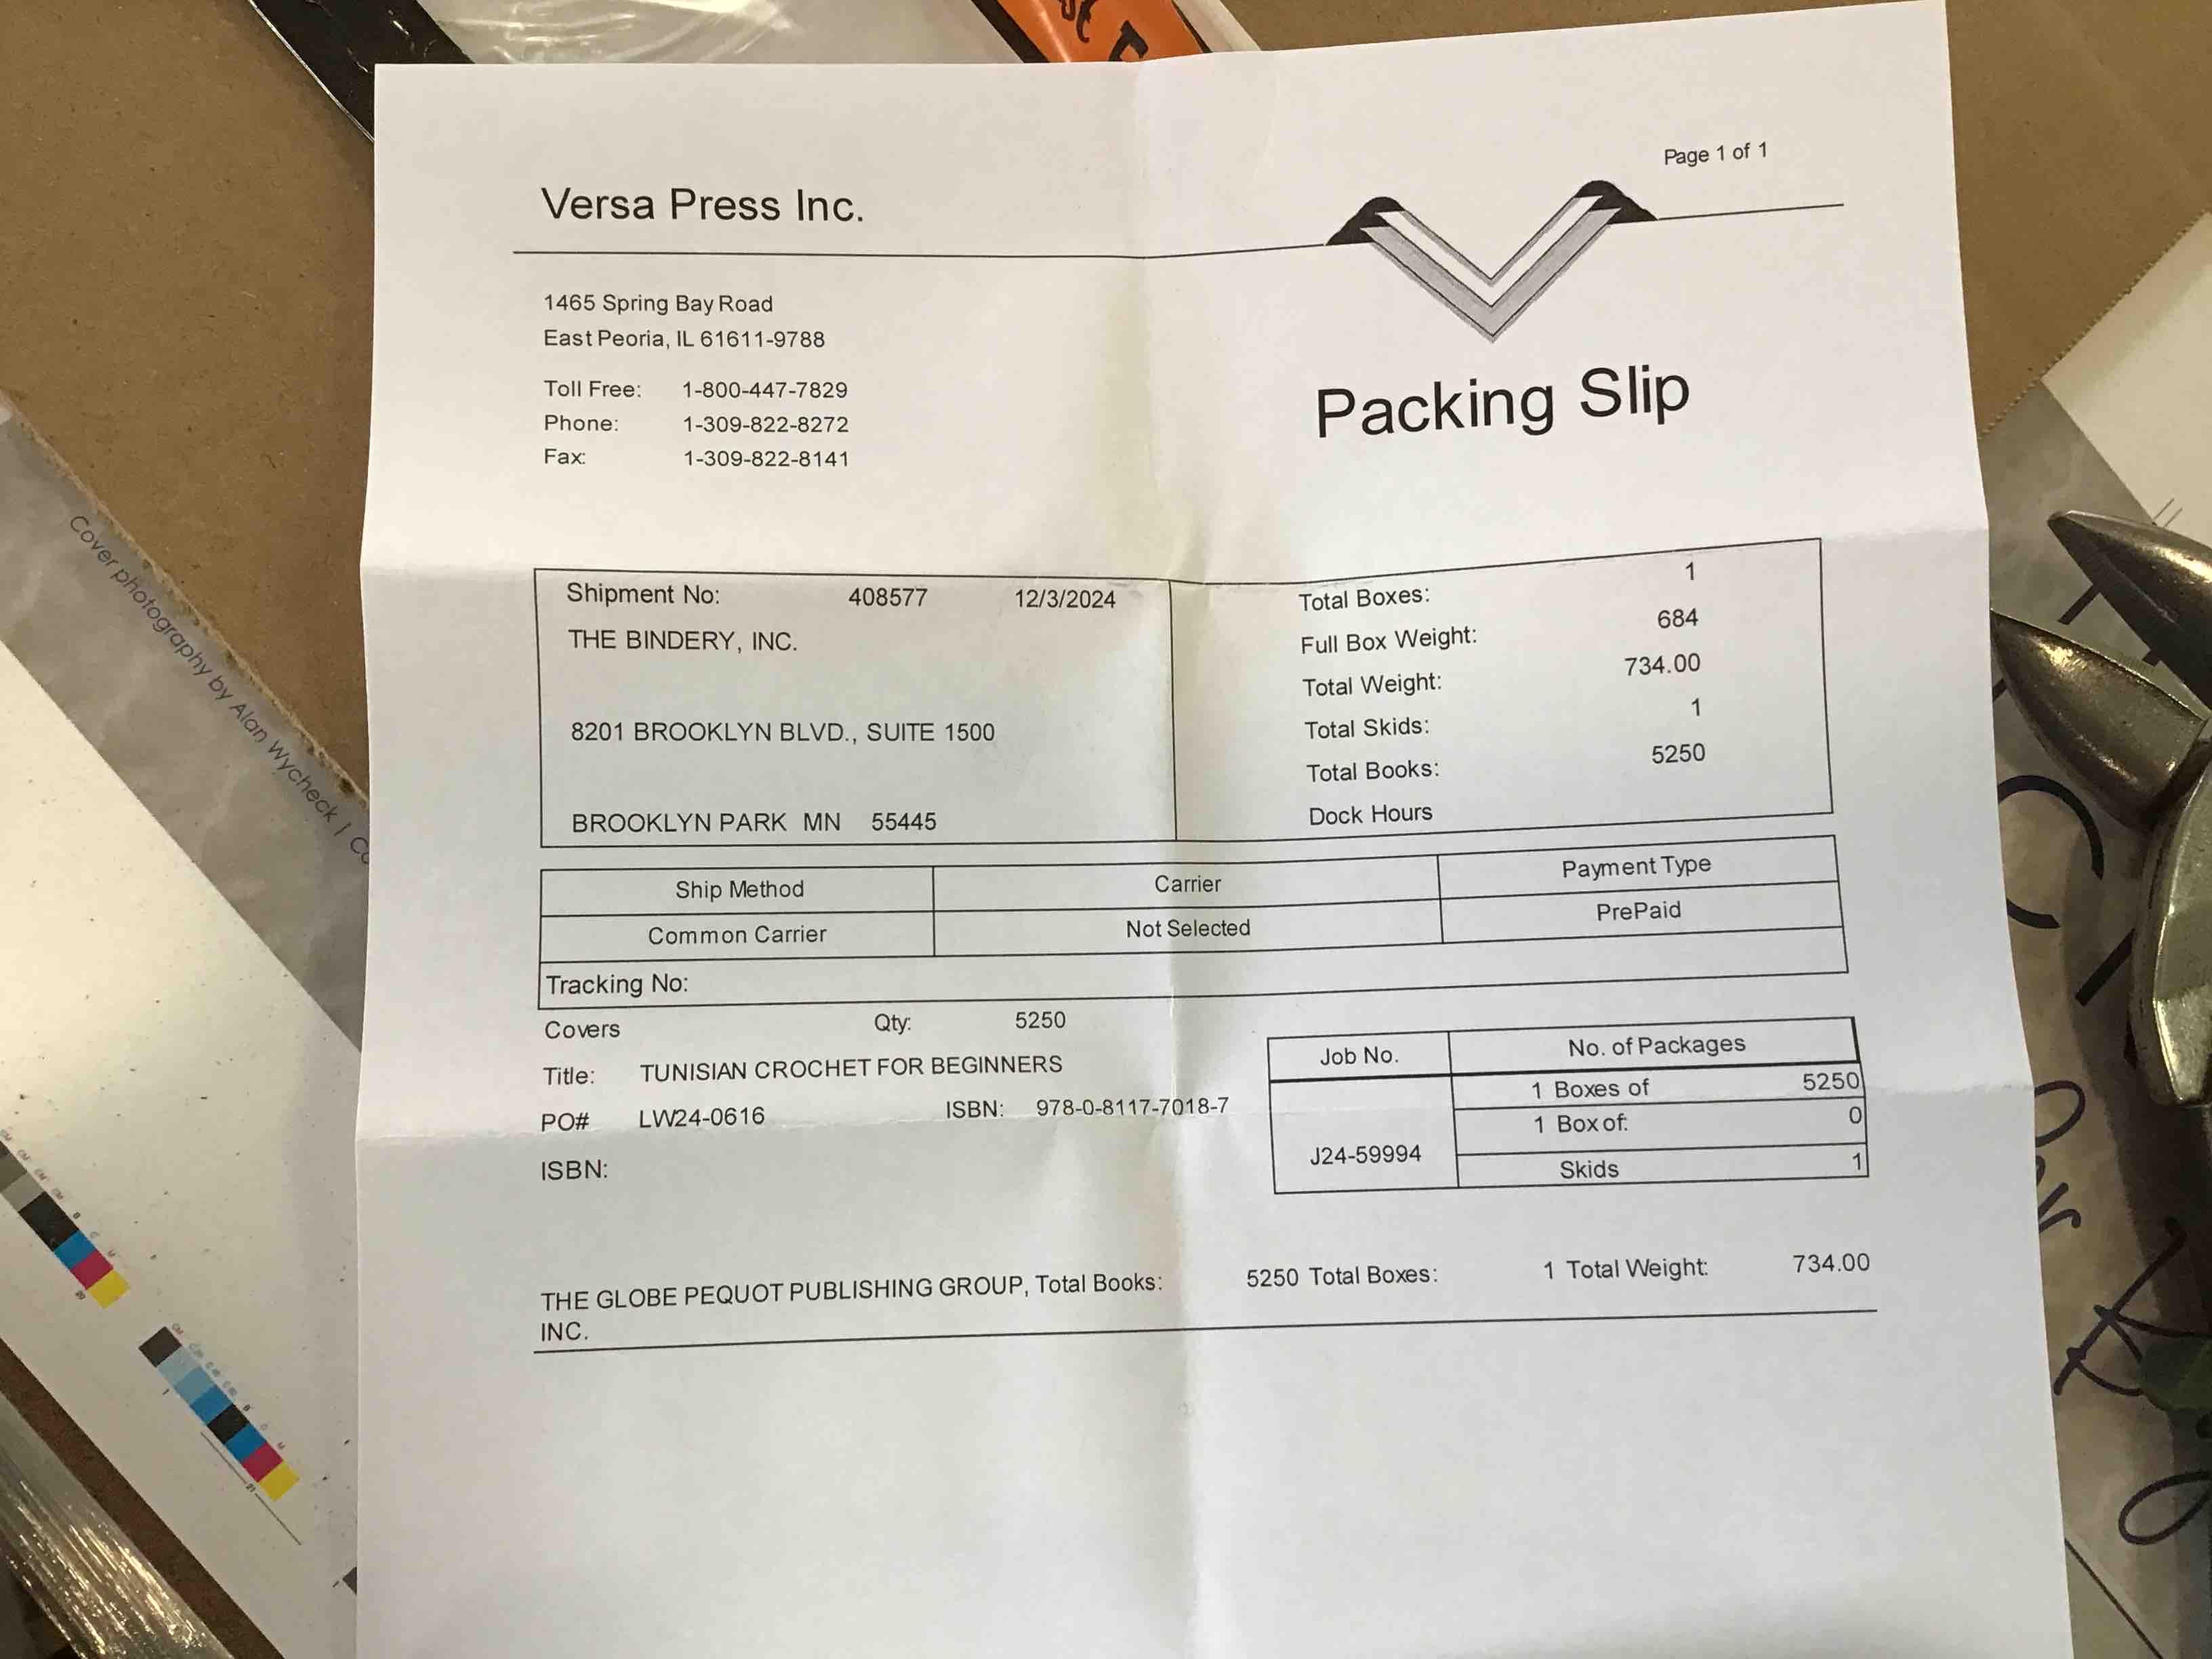 Page 1 of 1
Versa Press Inc.
1465 Spring Bay Road
East Peoria, IL 61611-9788
Toll Free: 1-800-447-7829
Phone: 1-309-822-8272
Fax: 1-309-822-8141
Packing Slip
Shipment No: 408577 12/3/2024
THE BINDERY, INC.
8201 BROOKLYN BLVD., SUITE 1500
BROOKLYN PARK MN 55445
Total Boxes: 1
Full Box Weight: 684
Total Weight: 734.00
Total Skids: 1
Total Books: 5250
Dock Hours
Ship Method Carrier Payment Type
Common Carrier Not Selected PrePaid
Tracking No:
Covers Qty: 5250
Title: TUNISIAN CROCHET FOR BEGINNERS
PO# LW24-0616 ISBN: 978-0-8117-7018-7
ISBN:
Job No. No. of Packages
1 Boxes of 5250
1 Box of: 0
J24-59994
Skids 1
THE GLOBE PEQUOT PUBLISHING GROUP, Total Books: 5250 Total Boxes: 1 Total Weight: 734.00
INC.
Cover photography by Alan Wycheck |